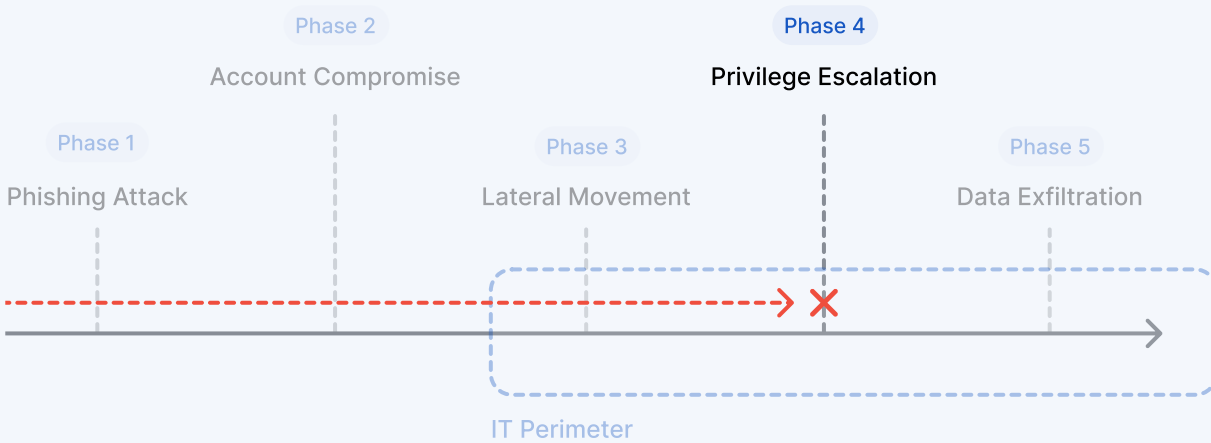 Phase 1
Phishing Attack
Phase 2
Account Compromise
Phase 3
Lateral Movement
Phase 4
Privilege Escalation
Phase 5
Data Exfiltration
IT Perimeter